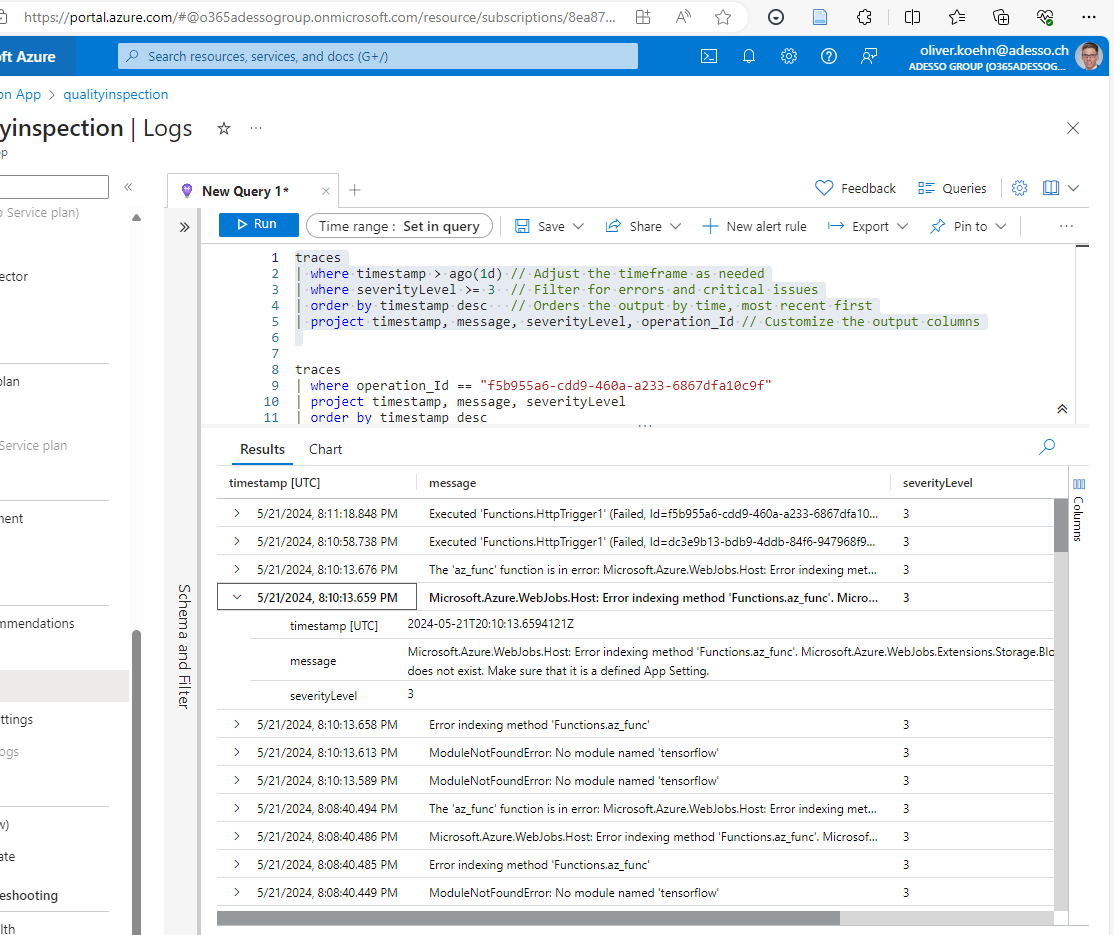 https://portal.azure.com/#@o365adessogroup.onmicrosoft.com/resource/subscriptions/8ea87...
ft Azure
Search resources, services, and docs (G+/)
oliver.koehn@adesso.ch
ADESSO GROUP (O365ADESSOG...
on App > qualityinspection
yinspection | Logs
pp
New Query 1*
Feedback
Queries
Service plan)
Run
Time range : Set in query
Save
Share
New alert rule
Export
Pin to
ector
1 traces
2 | where timestamp > ago(1d) // Adjust the timeframe as needed
3 | where severityLevel >= 3 // Filter for errors and critical issues
4 | order by timestamp desc // Orders the output by time, most recent first
5 | project timestamp, message, severityLevel, operation_Id // Customize the output columns
6
7
8 traces
9 | where operation_Id == "f5b955a6-cdd9-460a-a233-6867dfa10c9f"
10 | project timestamp, message, severityLevel
11 | order by timestamp desc
plan
Service plan
ment
mmendations
ttings
ogs
w)
ate
eshooting
lth
Schema and Filter
Results
Chart
timestamp [UTC] message severityLevel
Columns
5/21/2024, 8:11:18.848 PM Executed 'Functions.HttpTrigger1' (Failed, Id=f5b955a6-cdd9-460a-a233-6867dfa10... 3
5/21/2024, 8:10:58.738 PM Executed 'Functions.HttpTrigger1' (Failed, Id=dc3e9b13-bdb9-4ddb-84f6-947968f9... 3
5/21/2024, 8:10:13.676 PM The 'az_func' function is in error: Microsoft.Azure.WebJobs.Host: Error indexing met... 3
5/21/2024, 8:10:13.659 PM Microsoft.Azure.WebJobs.Host: Error indexing method 'Functions.az_func'. Micro... 3
timestamp [UTC] 2024-05-21T20:10:13.6594121Z
message Microsoft.Azure.WebJobs.Host: Error indexing method 'Functions.az_func'. Microsoft.Azure.WebJobs.Extensions.Storage.Blo
does not exist. Make sure that it is a defined App Setting.
severityLevel 3
5/21/2024, 8:10:13.658 PM Error indexing method 'Functions.az_func' 3
5/21/2024, 8:10:13.613 PM ModuleNotFoundError: No module named 'tensorflow' 3
5/21/2024, 8:10:13.589 PM ModuleNotFoundError: No module named 'tensorflow' 3
5/21/2024, 8:08:40.494 PM The 'az_func' function is in error: Microsoft.Azure.WebJobs.Host: Error indexing met... 3
5/21/2024, 8:08:40.486 PM Microsoft.Azure.WebJobs.Host: Error indexing method 'Functions.az_func'. Microsof... 3
5/21/2024, 8:08:40.485 PM Error indexing method 'Functions.az_func' 3
5/21/2024, 8:08:40.449 PM ModuleNotFoundError: No module named 'tensorflow' 3